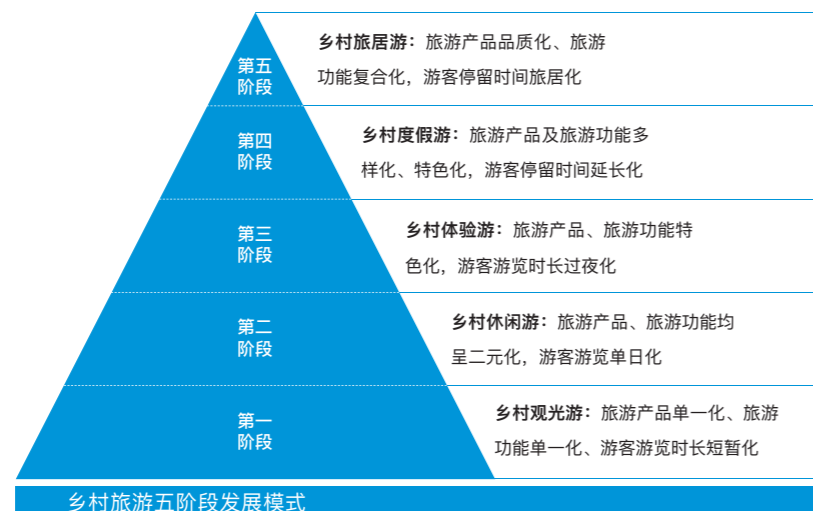 第五
阶段
乡村旅居游：旅游产品品质化、旅游
功能复合化，游客停留时间旅居化
第四
阶段
乡村度假游：旅游产品及旅游功能多
样化、特色化，游客停留时间延长化
第三
阶段
乡村体验游：旅游产品、旅游功能特
色化，游客游览时长过夜化
第二
阶段
乡村休闲游：旅游产品、旅游功能均
呈二元化，游客游览单日化
第一
阶段
乡村观光游：旅游产品单一化、旅游
功能单一化、游客游览时长短暂化
乡村旅游五阶段发展模式